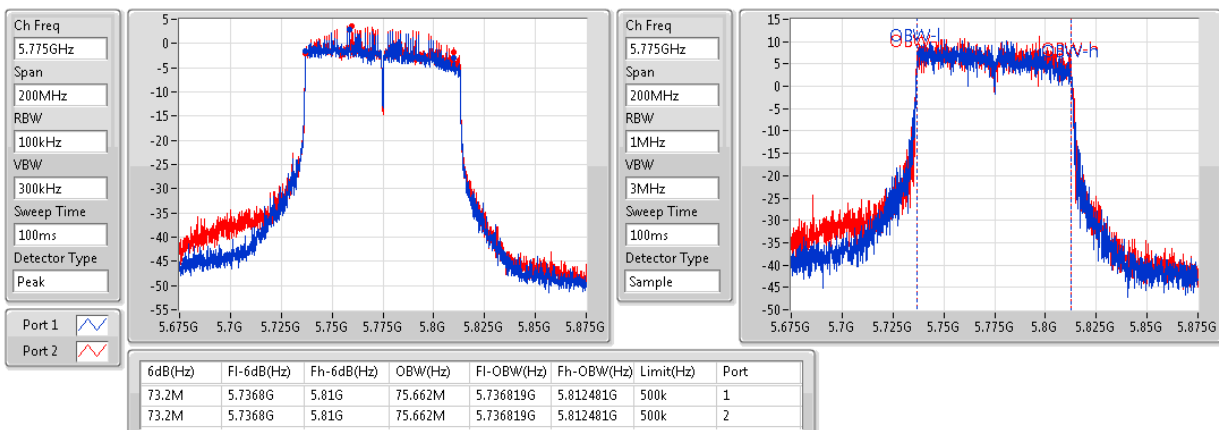 Ch Freq
5.775GHz
Span
200MHz
RBW
100kHz
VBW
300kHz
Sweep Time
100ms
Detector Type
Peak
Port 1
Port 2
5
0
-5
-10
-15
-20
-25
-30
-35
-40
-45
-50
-55
5.675G 5.7G 5.725G 5.75G 5.775G 5.8G 5.825G 5.85G 5.875G
Ch Freq
5.775GHz
Span
200MHz
RBW
1MHz
VBW
3MHz
Sweep Time
100ms
Detector Type
Sample
15
10
5
0
-5
-10
-15
-20
-25
-30
-35
-40
-45
-50
OBW-l
OBW-h
5.675G 5.7G 5.725G 5.75G 5.775G 5.8G 5.825G 5.85G 5.875G
6dB(Hz) Fl-6dB(Hz) Fh-6dB(Hz) OBW(Hz) Fl-OBW(Hz) Fh-OBW(Hz) Limit(Hz) Port
73.2M 5.7368G 5.81G 75.662M 5.736819G 5.812481G 500k 1
73.2M 5.7368G 5.81G 75.662M 5.736819G 5.812481G 500k 2